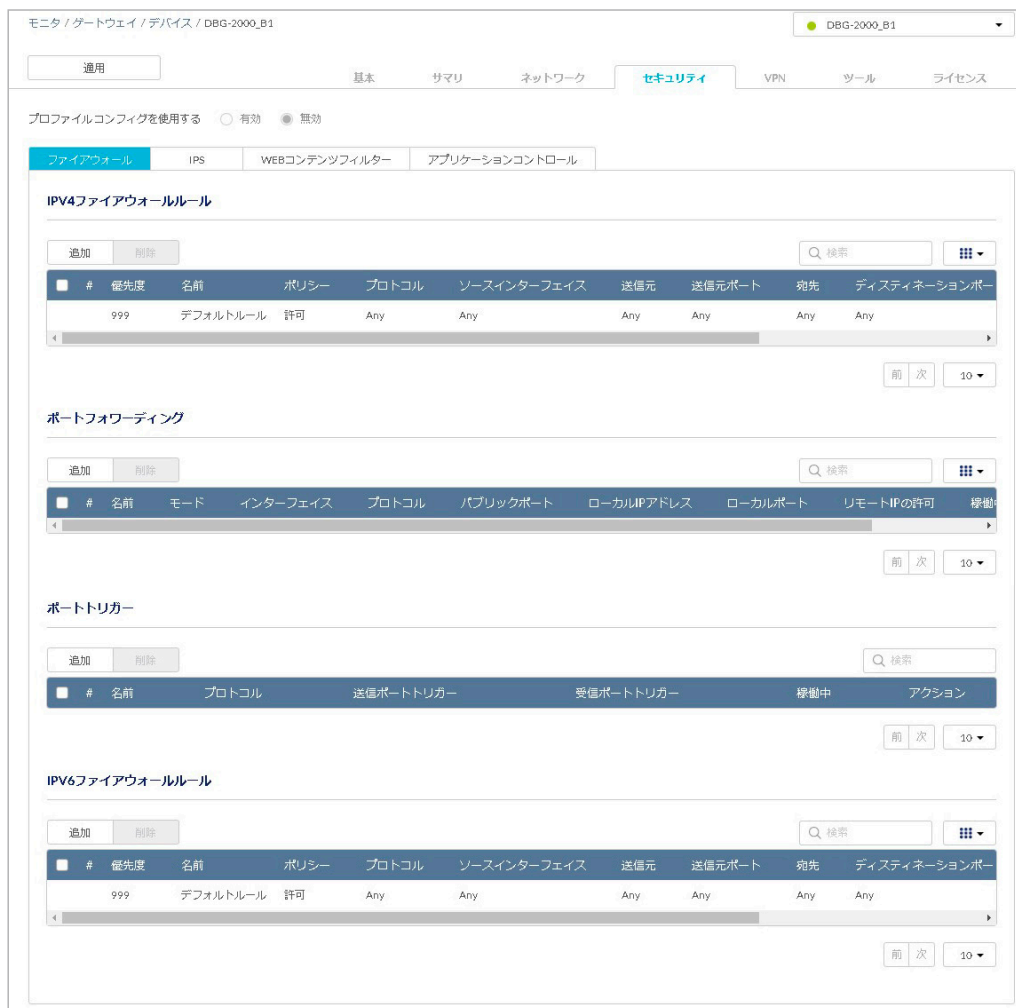 モニタ / ゲートウェイ / デバイス / DBG-2000_B1 DBG-2000_B1
適用 基本 サマリ ネットワーク セキュリティ VPN ツール ライセンス
プロファイルコンフィグを使用する 有効 無効
ファイアウォール IPS WEBコンテンツフィルター アプリケーションコントロール
IPV4ファイアウォールルール
追加 削除 検索
# 優先度 名前 ポリシー プロトコル ソースインターフェイス 送信元 送信元ポート 宛先 ディスティネーションポー
999 デフォルトルール 許可 Any Any Any Any Any Any
前 次 10
ポートフォワーディング
追加 削除 検索
# 名前 モード インターフェイス プロトコル パブリックポート ローカルIPアドレス ローカルポート リモートIPの許可 稼働
前 次 10
ポートトリガー
追加 削除 検索
# 名前 プロトコル 送信ポートトリガー 受信ポートトリガー 稼働中 アクション
前 次 10
IPV6ファイアウォールルール
追加 削除 検索
# 優先度 名前 ポリシー プロトコル ソースインターフェイス 送信元 送信元ポート 宛先 ディスティネーションポー
999 デフォルトルール 許可 Any Any Any Any Any Any
前 次 10